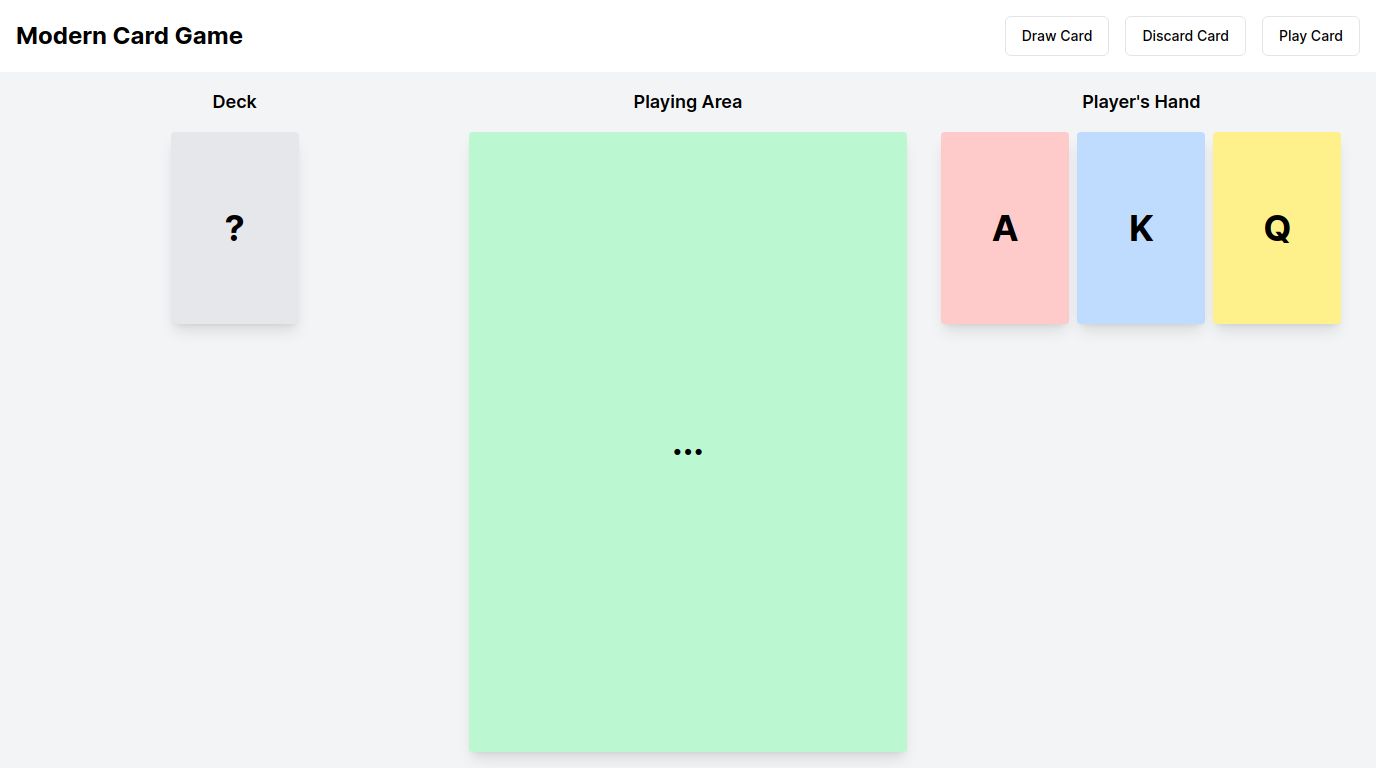 Modern Card Game
Draw Card
Discard Card
Play Card
Deck
Playing Area
Player's Hand
?
A
K
Q
...